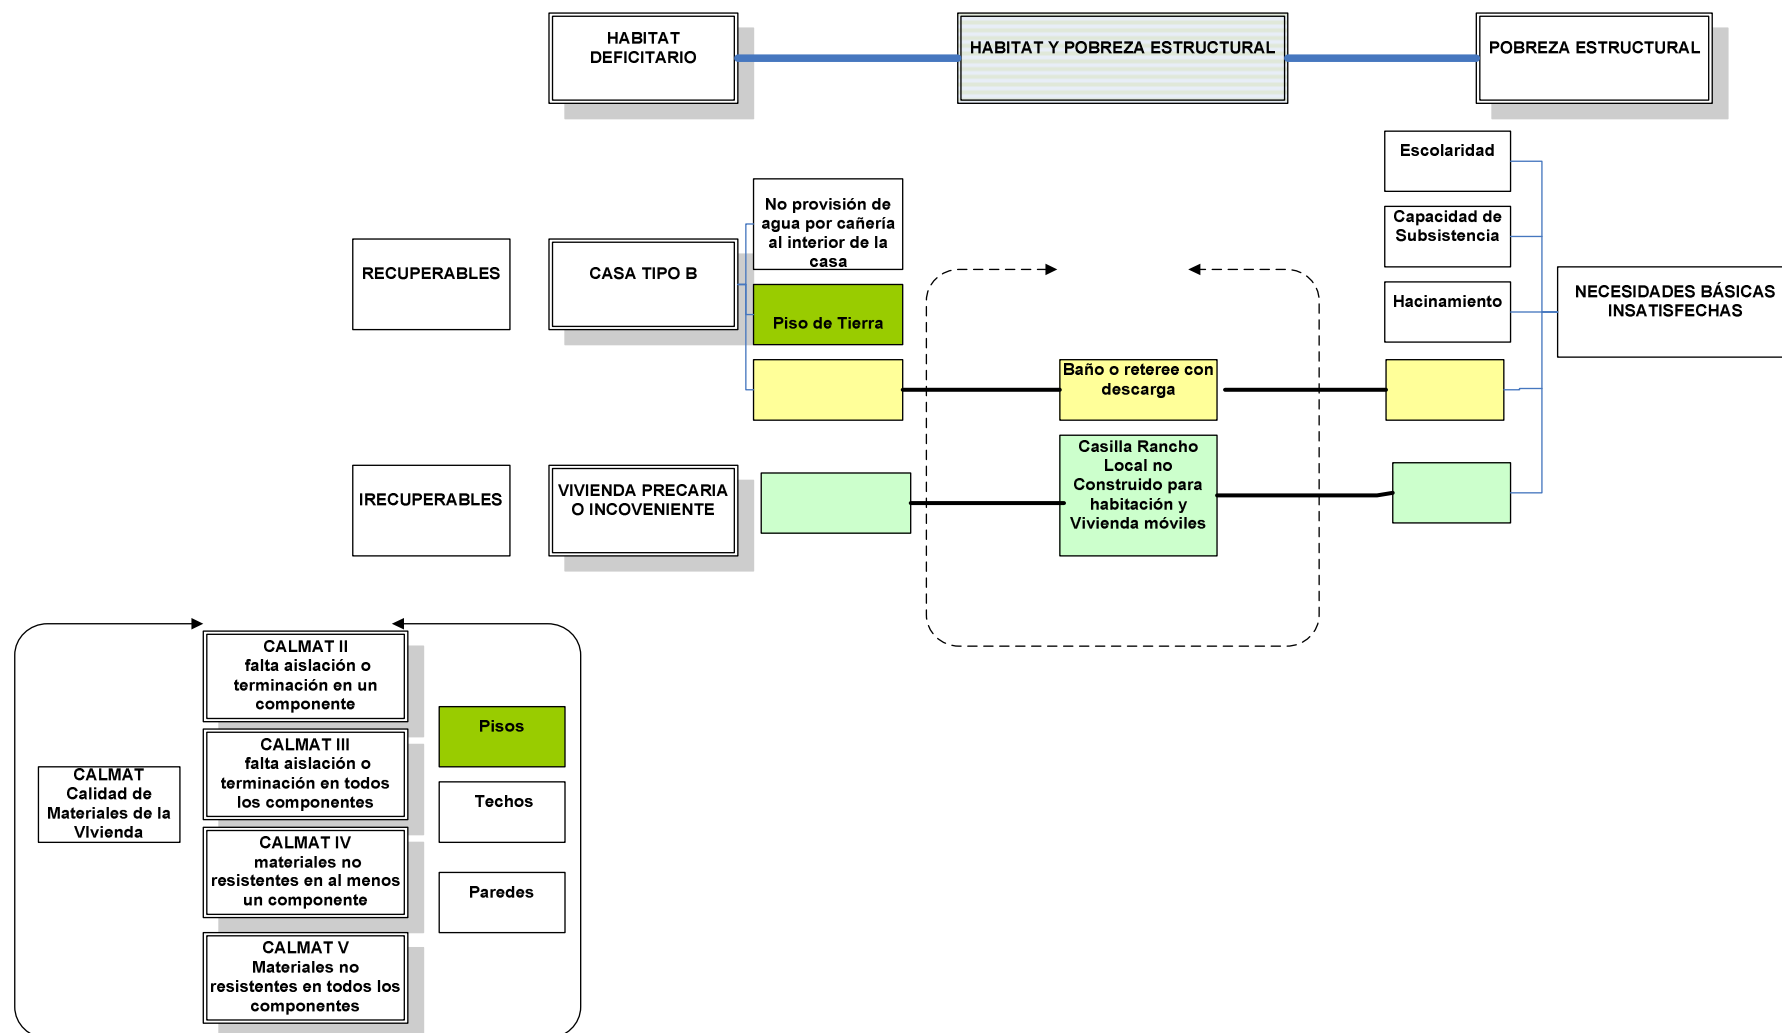 HABITAT
DEFICITARIO
HABITAT Y POBREZA ESTRUCTURAL
POBREZA ESTRUCTURAL
Escolaridad
No provisión de
agua por cañería
al interior de la
casa
Capacidad de
Subsistencia
RECUPERABLES
CASA TIPO B
Hacinamiento
NECESIDADES BÁSICAS
INSATISFECHAS
Piso de Tierra
Baño o reteree con
descarga
Casilla Rancho
Local no
Construido para
habitación y
Vivienda móviles
IRECUPERABLES
VIVIENDA PRECARIA
O INCOVENIENTE
CALMAT II
falta aislación o
terminación en un
componente
Pisos
CALMAT III
falta aislación o
terminación en todos
los componentes
CALMAT
Calidad de
Materiales de la
VIvienda
Techos
CALMAT IV
materiales no
resistentes en al menos
un componente
Paredes
CALMAT V
Materiales no
resistentes en todos los
componentes